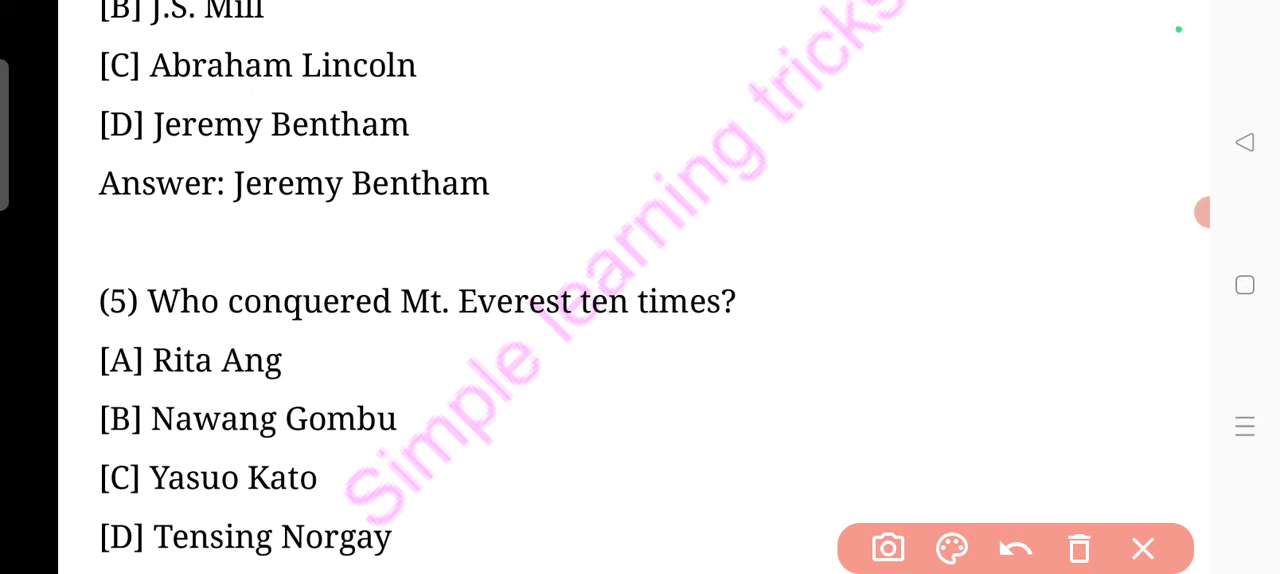 [B] J.S. Mill
[C] Abraham Lincoln
[D] Jeremy Bentham
Answer: Jeremy Bentham
(5) Who conquered Mt. Everest ten times?
[A] Rita Ang
[B] Nawang Gombu
[C] Yasuo Kato
[D] Tensing Norgay
Simple learning tricks